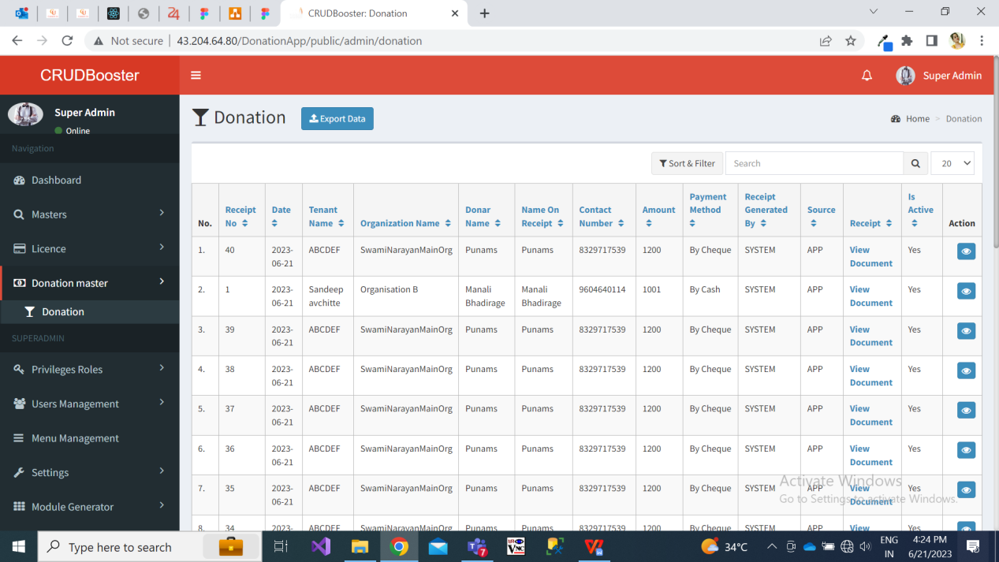 CRUDBooster: Donation
Not secure
43.204.64.80/DonationApp/public/admin/donation
CRUDBooster
Super Admin
Super Admin
Online
Donation
Export Data
Home > Donation
Navigation
Dashboard
Masters
Licence
Donation master
Donation
SUPERADMIN
Privileges Roles
Users Management
Menu Management
Settings
Module Generator
Sort & Filter
Search
20
No. Receipt No Date Tenant Name Organization Name Donar Name Name On Receipt Contact Number Amount Payment Method Receipt Generated By Source Receipt Is Active Action
1. 40 2023-06-21 ABCDEF SwamiNarayanMainOrg Punams Punams 8329717539 1200 By Cheque SYSTEM APP View Document Yes
2. 1 2023-06-21 Sandeep avchitte Organisation B Manali Bhadirage Manali Bhadirage 9604640114 1001 By Cash SYSTEM APP View Document Yes
3. 39 2023-06-21 ABCDEF SwamiNarayanMainOrg Punams Punams 8329717539 1200 By Cheque SYSTEM APP View Document Yes
4. 38 2023-06-21 ABCDEF SwamiNarayanMainOrg Punams Punams 8329717539 1200 By Cheque SYSTEM APP View Document Yes
5. 37 2023-06-21 ABCDEF SwamiNarayanMainOrg Punams Punams 8329717539 1200 By Cheque SYSTEM APP View Document Yes
6. 36 2023-06-21 ABCDEF SwamiNarayanMainOrg Punams Punams 8329717539 1200 By Cheque SYSTEM APP View Document Yes
7. 35 2023-06-21 ABCDEF SwamiNarayanMainOrg Punams Punams 8329717539 1200 By Cheque SYSTEM APP View Document Yes
8. 34 2023- ABCDEF SwamiNarayanMainOrg Punams Punams 8329717539 1200 By Cheque SYSTEM APP View Yes
Activate Windows
Go to Settings to activate Windows.
Type here to search
7
34°C
ENG
IN
4:24 PM
6/21/2023